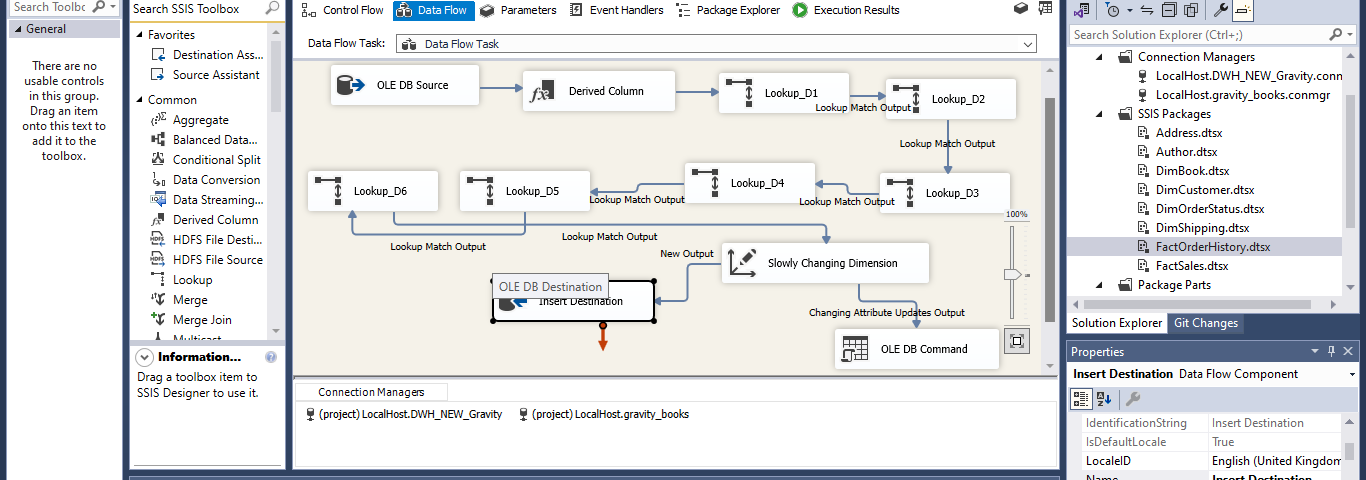 Search Toolbc
General
There are no
usable controls
in this group.
Drag an item
onto this text to
add it to the
toolbox.
Search SSIS Toolbox
Favorites
Destination Ass...
Source Assistant
Common
Aggregate
Balanced Data...
Conditional Split
Data Conversion
Data Streaming...
Derived Column
HDFS File Desti...
HDFS File Source
Lookup
Merge
Merge Join
Multicast
Information...
Drag a toolbox item to
SSIS Designer to use it.
Control Flow
Data Flow
Parameters
Event Handlers
Package Explorer
Execution Results
Data Flow Task:
Data Flow Task
OLE DB Source
Derived Column
Lookup_D1
Lookup Match Output
Lookup_D2
Lookup Match Output
Lookup_D6
Lookup_D5
Lookup Match Output
Lookup_D4
Lookup Match Output
Lookup_D3
Lookup Match Output
Lookup Match Output
100%
New Output
Slowly Changing Dimension
OLE DB Destination
Insert Destination
Changing Attribute Updates Output
OLE DB Command
Connection Managers
(project) LocalHost.DWH_NEW_Gravity
(project) LocalHost.gravity_books
Search Solution Explorer (Ctrl+;)
Connection Managers
LocalHost.DWH_NEW_Gravity.conn
LocalHost.gravity_books.conmgr
SSIS Packages
Address.dtsx
Author.dtsx
DimBook.dtsx
DimCustomer.dtsx
DimOrderStatus.dtsx
DimShipping.dtsx
FactOrderHistory.dtsx
FactSales.dtsx
Package Parts
Solution Explorer
Git Changes
Properties
Insert Destination Data Flow Component
IdentificationString Insert Destination
IsDefaultLocale True
LocaleID English (United Kingdom
Name Insert Destination